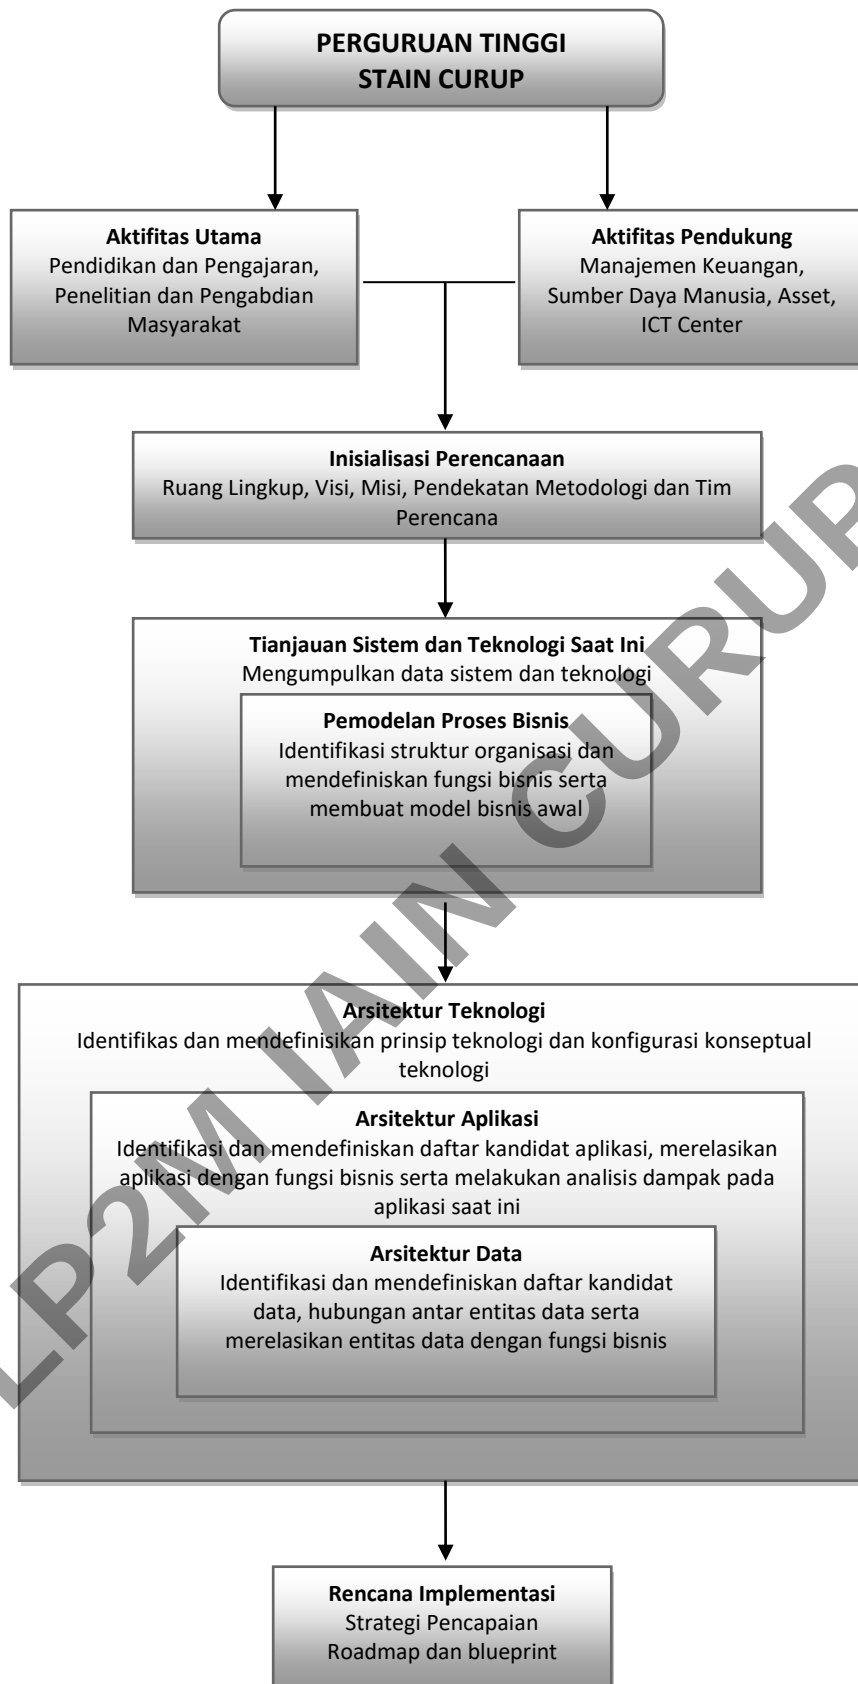 PERGURUAN TINGGI
STAIN CURUP
Aktifitas Utama
Pendidikan dan Pengajaran,
Penelitian dan Pengabdian
Masyarakat
Aktifitas Pendukung
Manajemen Keuangan,
Sumber Daya Manusia, Asset,
ICT Center
Inisialisasi Perencanaan
Ruang Lingkup, Visi, Misi, Pendekatan Metodologi dan Tim
Perencana
Tianjauan Sistem dan Teknologi Saat Ini
Mengumpulkan data sistem dan teknologi
Pemodelan Proses Bisnis
Identifikasi struktur organisasi dan
mendefiniskan fungsi bisnis serta
membuat model bisnis awal
Arsitektur Teknologi
Identifikas dan mendefinisikan prinsip teknologi dan konfigurasi konseptual
teknologi
Arsitektur Aplikasi
Identifikasi dan mendefiniskan daftar kandidat aplikasi, merelasikan
aplikasi dengan fungsi bisnis serta melakukan analisis dampak pada
aplikasi saat ini
Arsitektur Data
Identifikasi dan mendefiniskan daftar kandidat
data, hubungan antar entitas data serta
merelasikan entitas data dengan fungsi bisnis
Rencana Implementasi
Strategi Pencapaian
Roadmap dan blueprint
LP2M IAIN CURUP